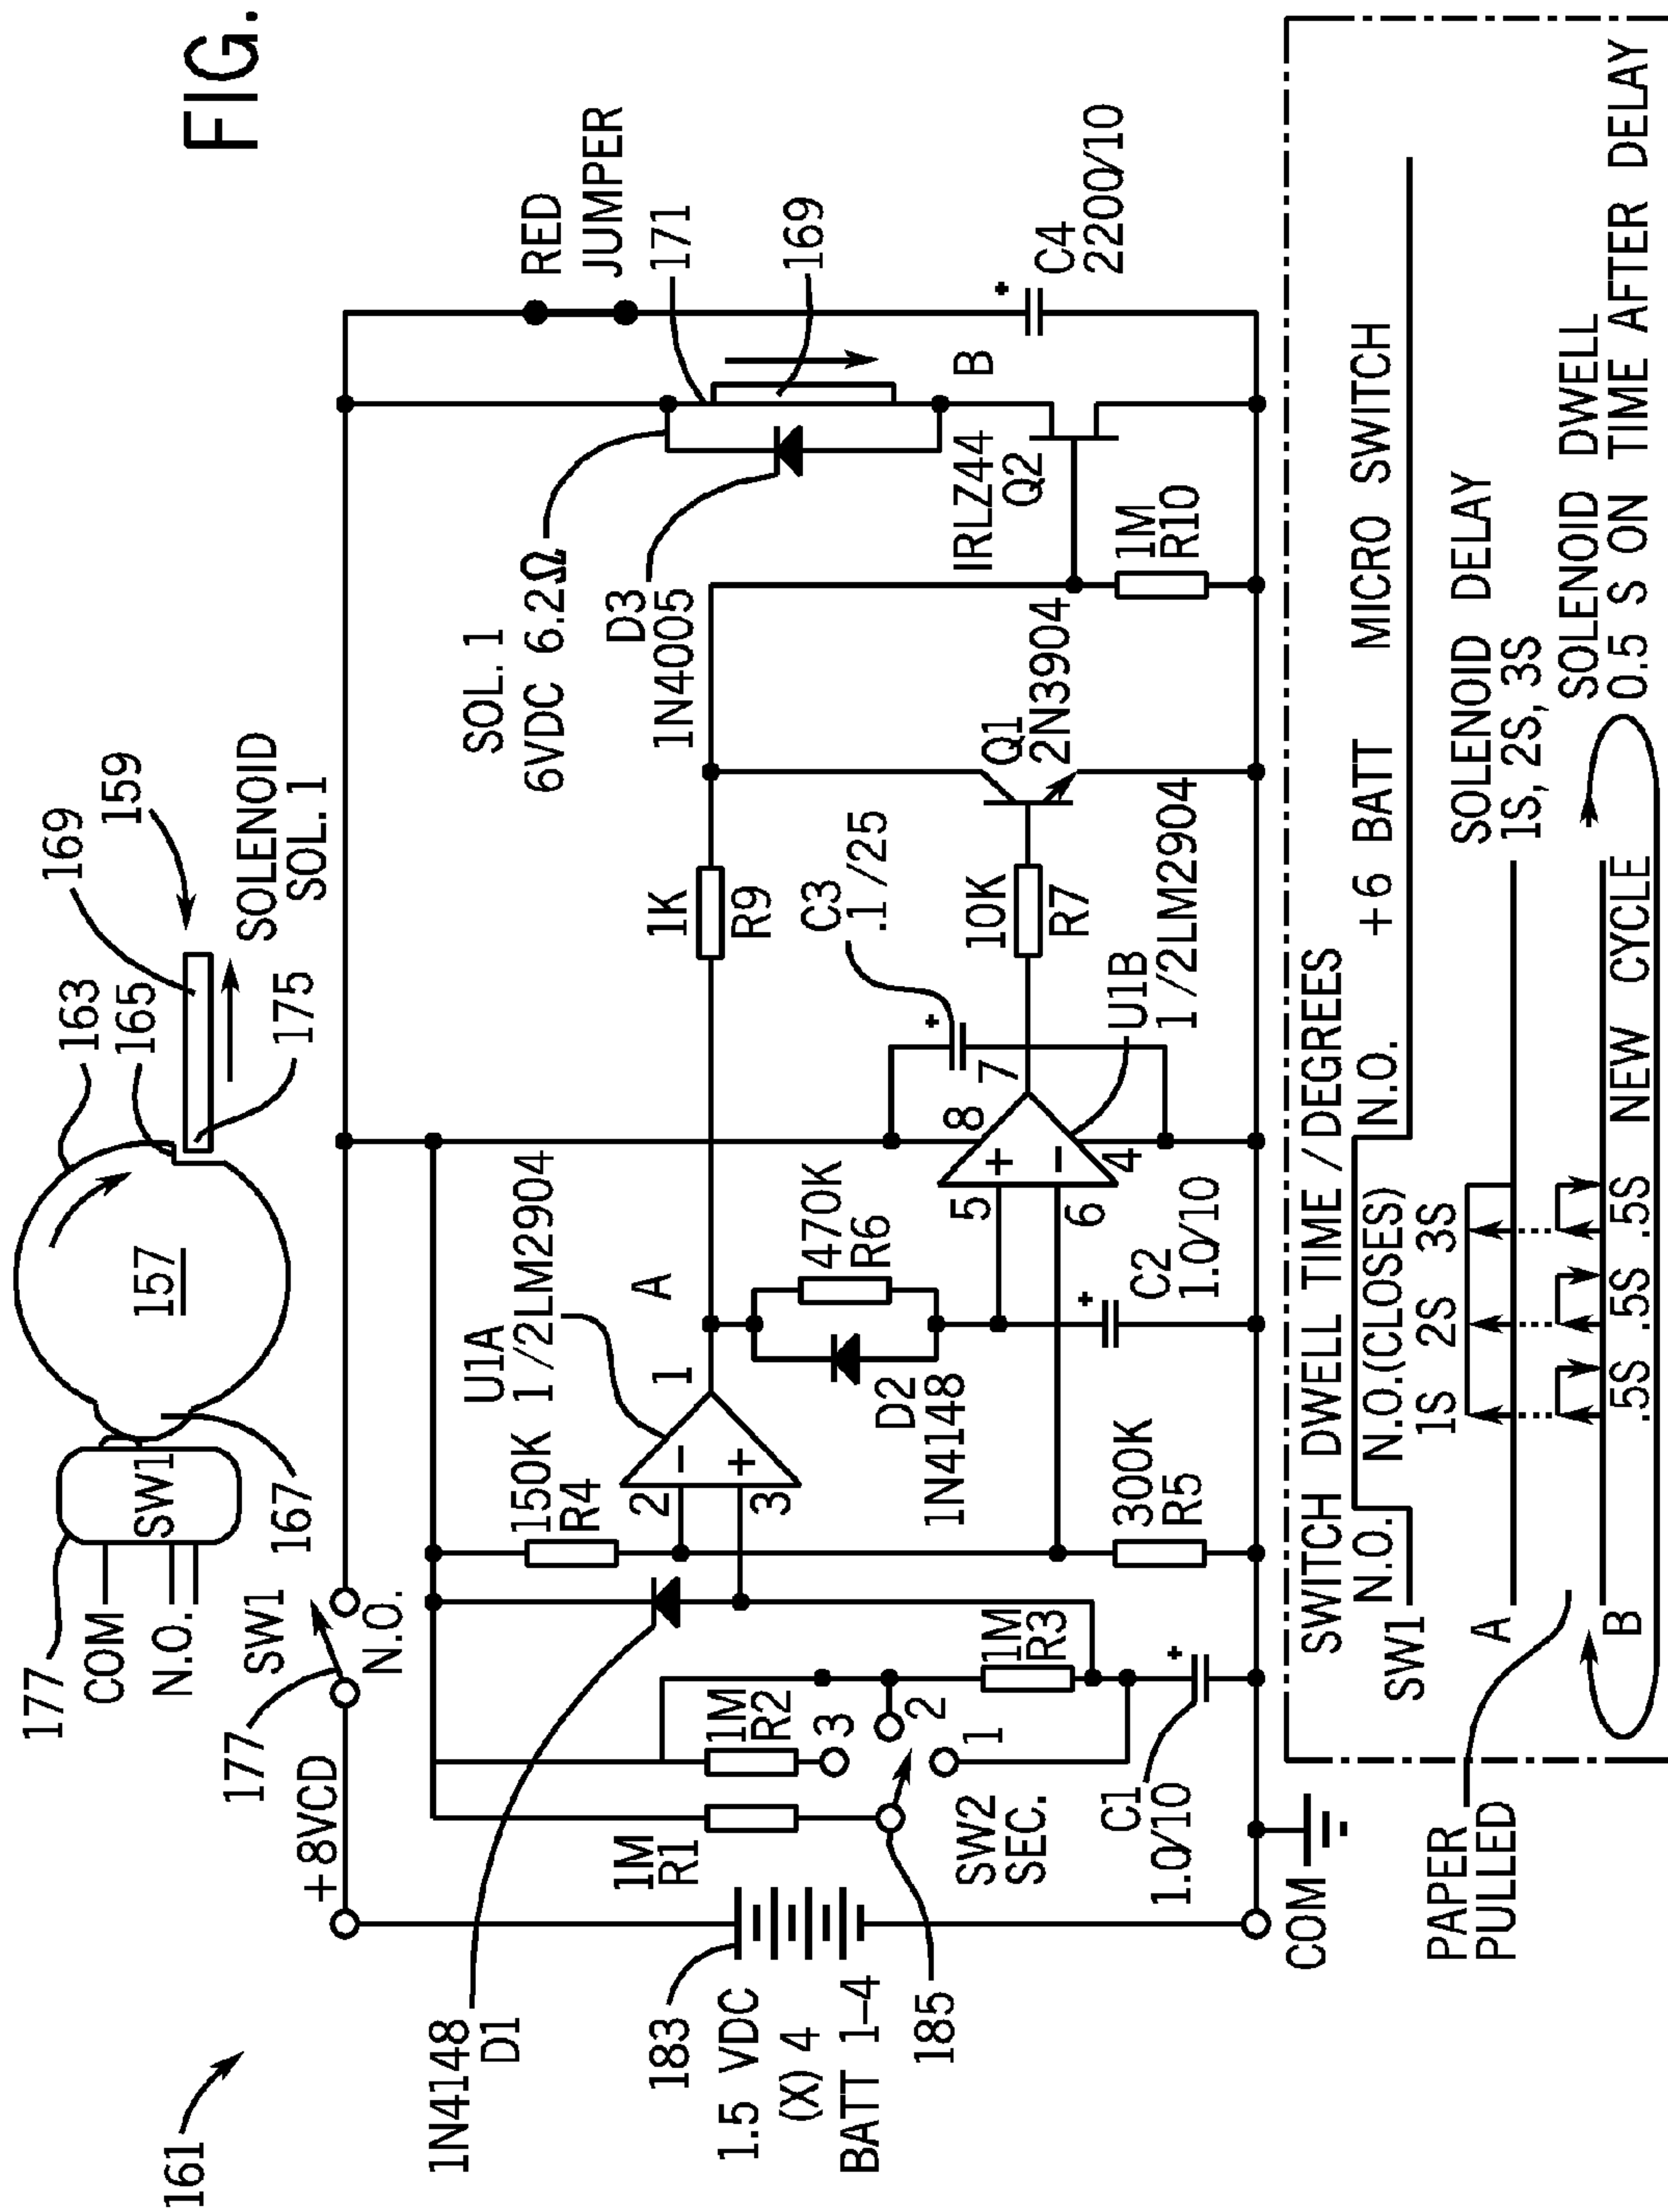 FIG.
161
177
COM
N.O.
SW1
167
157
163
165
169
159
175
SOLENOID
SOL.1
177
SW1
N.O.
+8VCD
1N4148
D1
183
1.5 VDC
(X) 4
BATT 1–4
185
1M
R1
1M
R2
3
2
1
SW2
SEC.
1M
R3
C1
1.0/10
COM
150K
R4
300K
R5
U1A
1/2LM2904
2
3
1
−
+
A
D2
1N4148
470K
R6
C2
1.0/10
5
6
+
−
8
4
7
U1B
1/2LM2904
C3
.1/25
1K
R9
10K
R7
Q1
2N3904
SOL.1
6VDC 6.2Ω
D3
1N4005
IRLZ44
Q2
1M
R10
B
171
169
RED
JUMPER
C4
2200/10
+
+
+
+
SWITCH DWELL TIME/DEGREES
SW1
N.O.
N.O.(CLOSES)
N.O.
+6 BATT MICRO SWITCH
1S 2S 3S
A
SOLENOID DELAY
1S, 2S, 3S
PAPER
PULLED
B
SOLENOID DWELL
0.5 S ON TIME AFTER DELAY
.5S .5S .5S NEW CYCLE